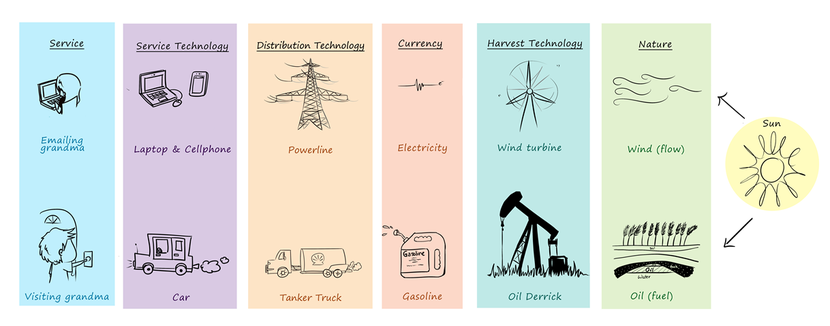 Service
Service Technology
Distribution Technology
Currency
Harvest Technology
Nature
Sun
Emailing
grandma
Laptop & Cellphone
Powerline
Electricity
Wind turbine
Wind (flow)
Gasoline
Oil
Water
Visiting grandma
Car
Tanker Truck
Gasoline
Oil Derrick
Oil (fuel)